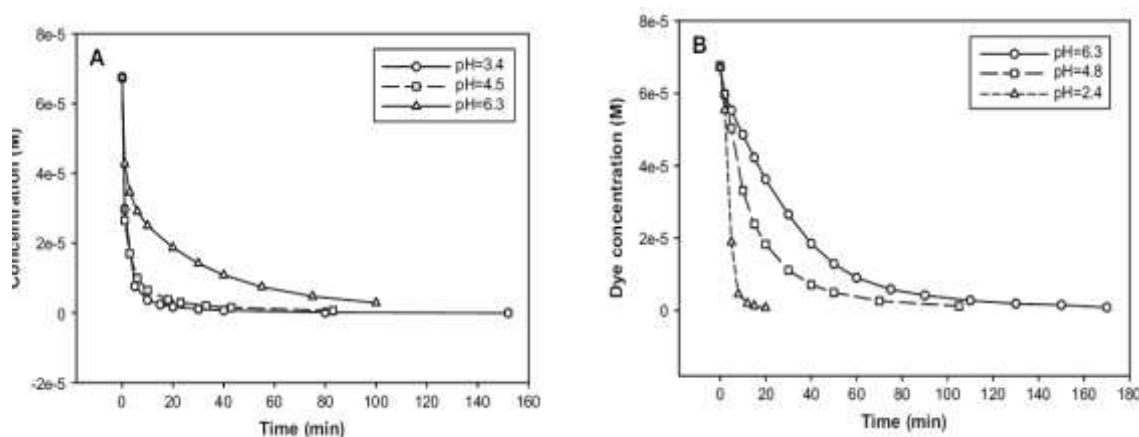 A
pH=3.4
pH=4.5
pH=6.3
8e-5
6e-5
4e-5
2e-5
0
-2e-5
Concentration (M)
0 20 40 60 80 100 120 140 160
Time (min)
B
pH=6.3
pH=4.8
pH=2.4
8e-5
6e-5
4e-5
2e-5
0
Dye concentration (M)
0 20 40 60 80 100 120 140 160 180
Time (min)